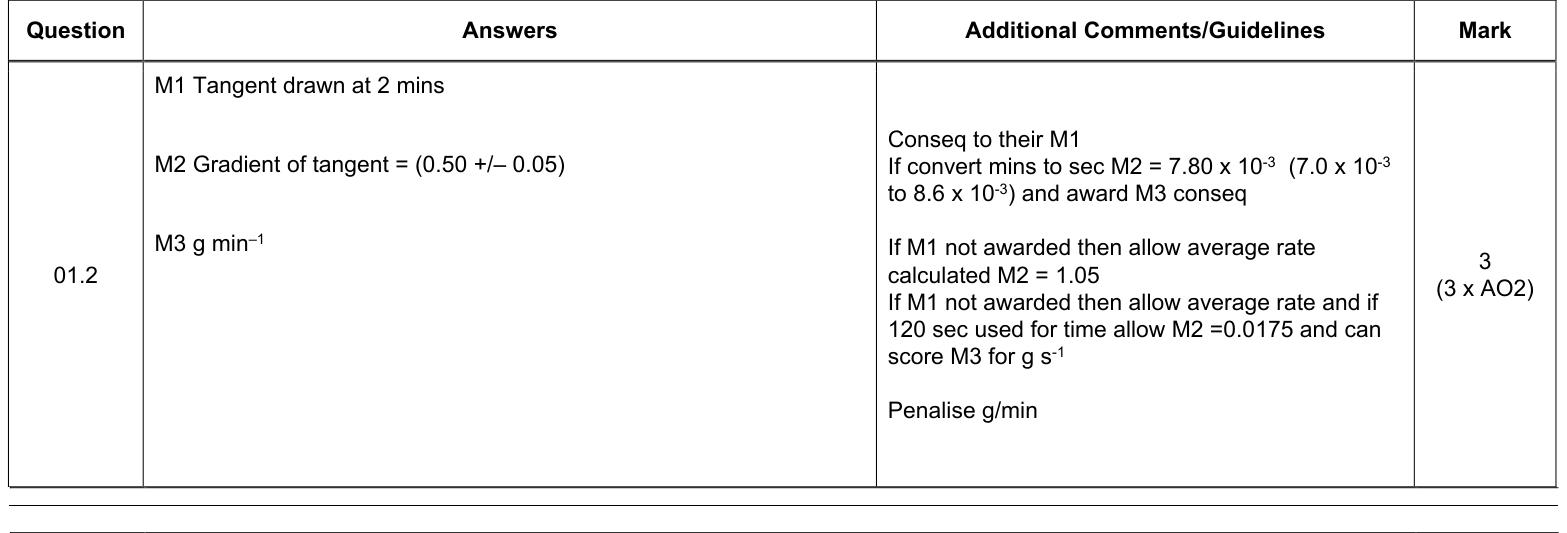 Question Answers Additional Comments/Guidelines Mark
01.2
M1 Tangent drawn at 2 mins
M2 Gradient of tangent = (0.50 +/– 0.05)
M3 g min⁻¹
Conseq to their M1
If convert mins to sec M2 = 7.80 x 10⁻³ (7.0 x 10⁻³
to 8.6 x 10⁻³) and award M3 conseq
If M1 not awarded then allow average rate
calculated M2 = 1.05
If M1 not awarded then allow average rate and if
120 sec used for time allow M2 =0.0175 and can
score M3 for g s⁻¹
Penalise g/min
3
(3 x AO2)